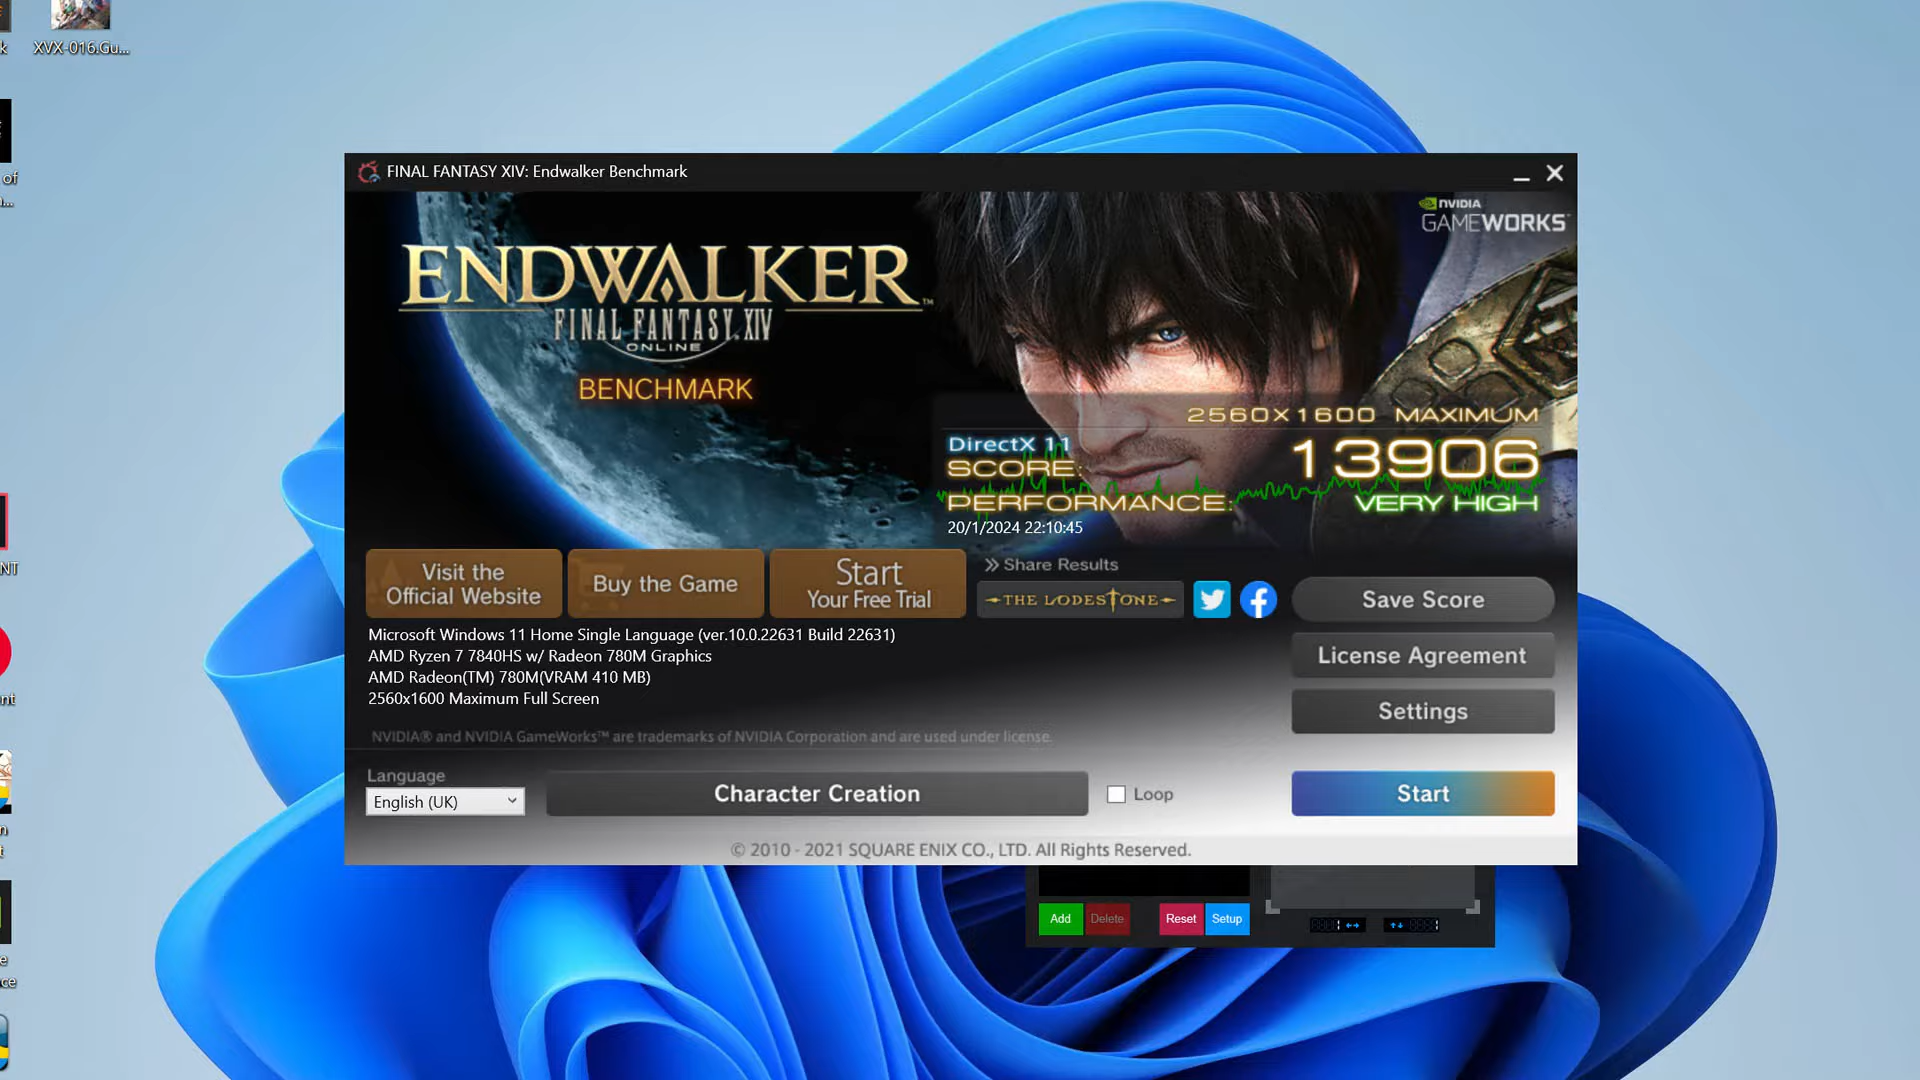 XVX-016.Gu...
FINAL FANTASY XIV: Endwalker Benchmark
NVIDIA
GAMEWORKS
ENDWALKER™
FINAL FANTASY XIV
ONLINE
BENCHMARK
2560X1600 MAXIMUM
DirectX 11
SCORE: 13906
PERFORMANCE: VERY HIGH
20/1/2024 22:10:45
Visit the
Official Website
Buy the Game
Start
Your Free Trial
Share Results
THE LODESTONE
Save Score
License Agreement
Settings
Microsoft Windows 11 Home Single Language (ver.10.0.22631 Build 22631)
AMD Ryzen 7 7840HS w/ Radeon 780M Graphics
AMD Radeon(TM) 780M(VRAM 410 MB)
2560x1600 Maximum Full Screen
NVIDIA® and NVIDIA GameWorks™ are trademarks of NVIDIA Corporation and are used under license.
Language
English (UK)
Character Creation
Loop
Start
© 2010 - 2021 SQUARE ENIX CO., LTD. All Rights Reserved.
Add
Delete
Reset
Setup
of
NT
nt
ce